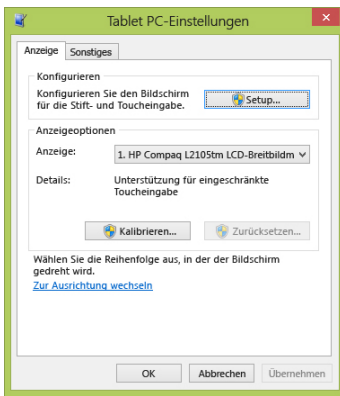 Tablet PC-Einstellungen
Anzeige Sonstiges
Konfigurieren
Konfigurieren Sie den Bildschirm
für die Stift- und Toucheingabe.
Setup...
Anzeigeoptionen
Anzeige:
1. HP Compaq L2105tm LCD-Breitbildm
Details:
Unterstützung für eingeschränkte
Toucheingabe
Kalibrieren...
Zurücksetzen...
Wählen Sie die Reihenfolge aus, in der der Bildschirm
gedreht wird.
Zur Ausrichtung wechseln
OK
Abbrechen
Übernehmen